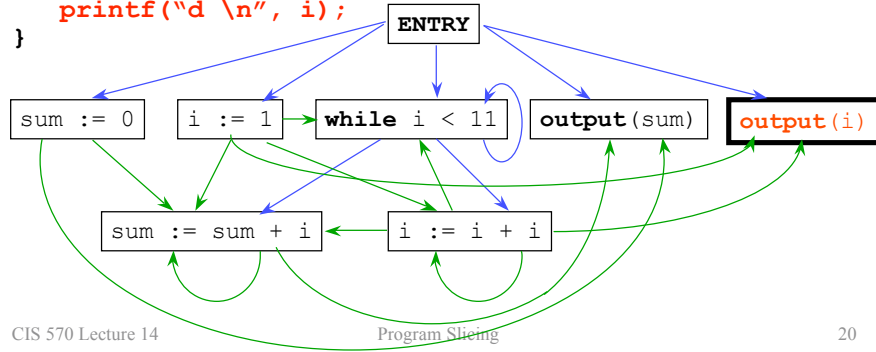 printf(“d \n”, i);
}
ENTRY
sum := 0
i := 1
while i < 11
output(sum)
output(i)
sum := sum + i
i := i + i
CIS 570 Lecture 14
Program Slicing
20